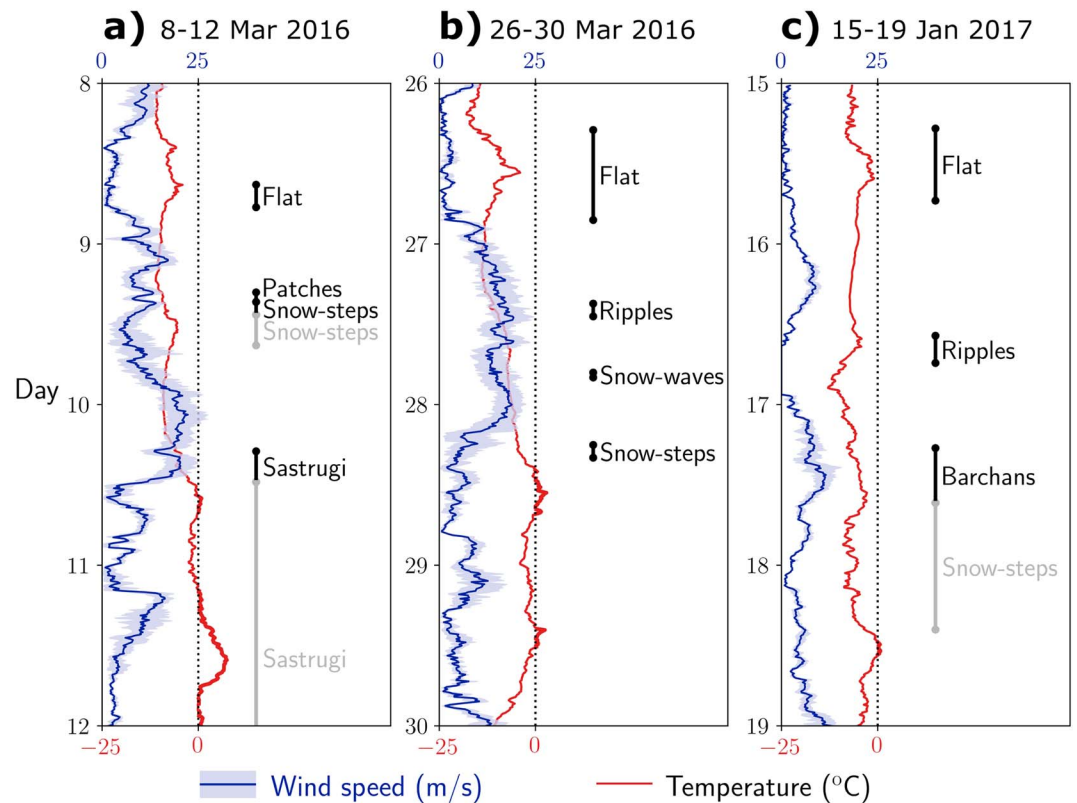 a) 8-12 Mar 2016
b) 26-30 Mar 2016
c) 15-19 Jan 2017
0 25
0 25
0 25
8
9
10
11
12
Day
Flat
Patches
Snow-steps
Snow-steps
Sastrugi
Sastrugi
−25 0
26
27
28
29
30
Flat
Ripples
Snow-waves
Snow-steps
−25 0
15
16
17
18
19
Flat
Ripples
Barchans
Snow-steps
−25 0
Wind speed (m/s)
Temperature (°C)